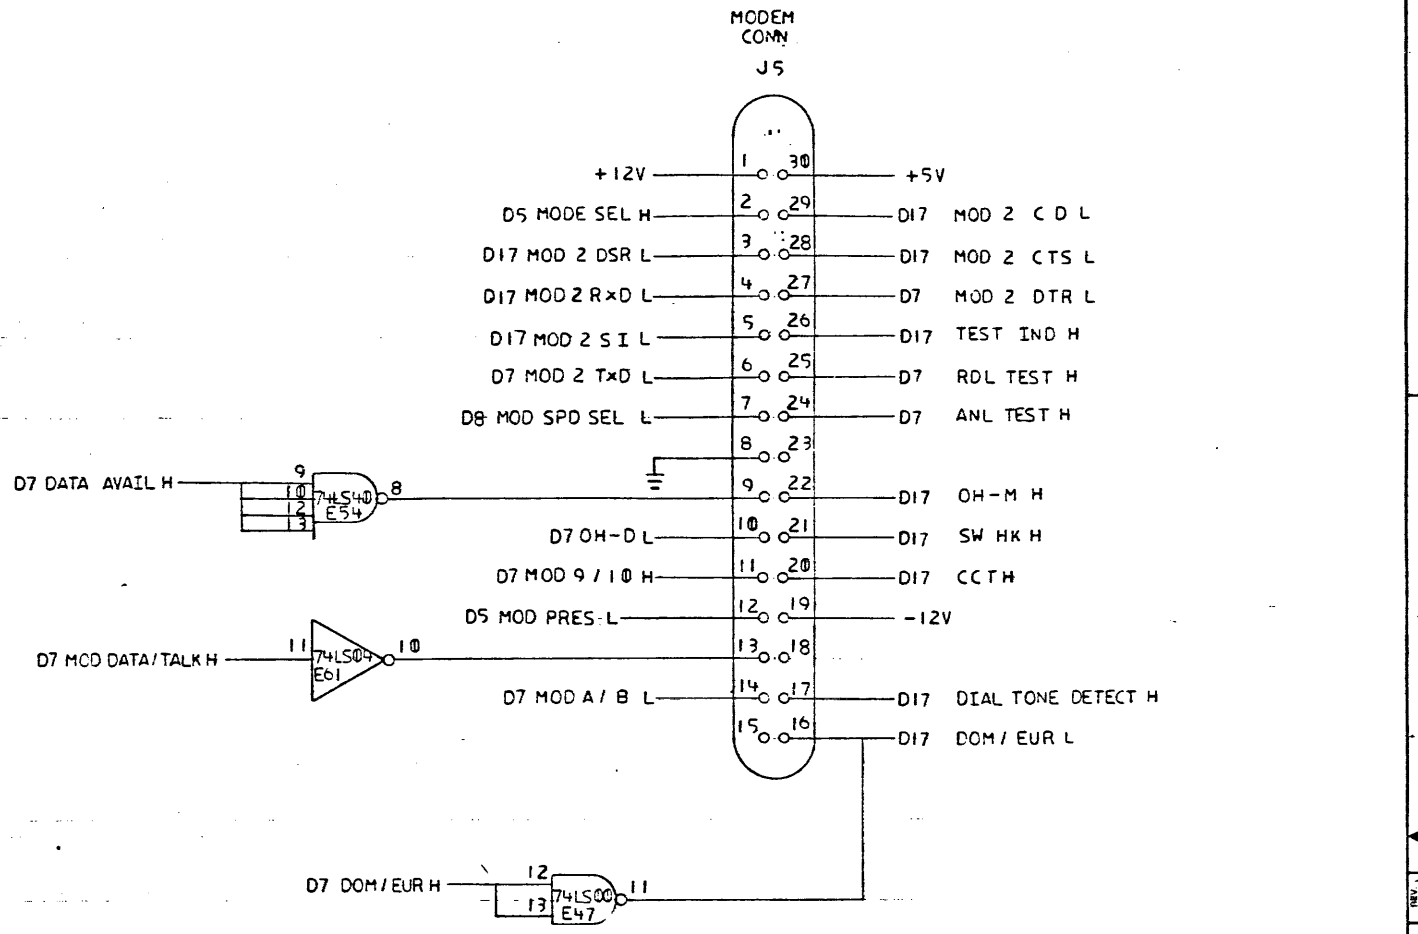 MODEM
CONN
J5
+12V 1 30 +5V
D5 MODE SEL H 2 29 D17 MOD 2 C D L
D17 MOD 2 DSR L 3 28 D17 MOD 2 CTS L
D17 MOD 2 RxD L 4 27 D7 MOD 2 DTR L
D17 MOD 2 S I L 5 26 D17 TEST IND H
D7 MOD 2 TxD L 6 25 D7 RDL TEST H
D8 MOD SPD SEL L 7 24 D7 ANL TEST H
8 23
D7 DATA AVAIL H 9 10 12 13 74LS40 E54 8 9 22 D17 OH-M H
D7 OH-D L 10 21 D17 SW HK H
D7 MOD 9/10 H 11 20 D17 CCT H
D5 MOD PRES L 12 19 -12V
D7 MOD DATA/TALK H 11 74LS04 E61 10 13 18
D7 MOD A/B L 14 17 D17 DIAL TONE DETECT H
15 16 D17 DOM/EUR L
D7 DOM/EUR H 12 13 74LS00 E47 11